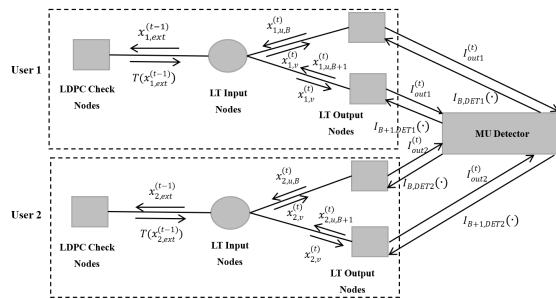 User 1
x_{1,ext}^{(t-1)}
T(x_{1,ext}^{(t-1)})
LDPC Check
Nodes
LT Input
Nodes
x_{1,u,B}^{(t)}
x_{1,v}^{(t)}
x_{1,u,B+1}^{(t)}
x_{1,v}^{(t)}
LT Output
Nodes
I_{out1}^{(t)}
I_{out1}^{(t)}
I_{B,DET1}(·)
I_{B+1,DET1}(·)
MU Detector
User 2
x_{2,ext}^{(t-1)}
T(x_{2,ext}^{(t-1)})
LDPC Check
Nodes
LT Input
Nodes
x_{2,u,B}^{(t)}
x_{2,v}^{(t)}
x_{2,u,B+1}^{(t)}
x_{2,v}^{(t)}
LT Output
Nodes
I_{out2}^{(t)}
I_{B,DET2}(·)
I_{out2}^{(t)}
I_{B+1,DET2}(·)